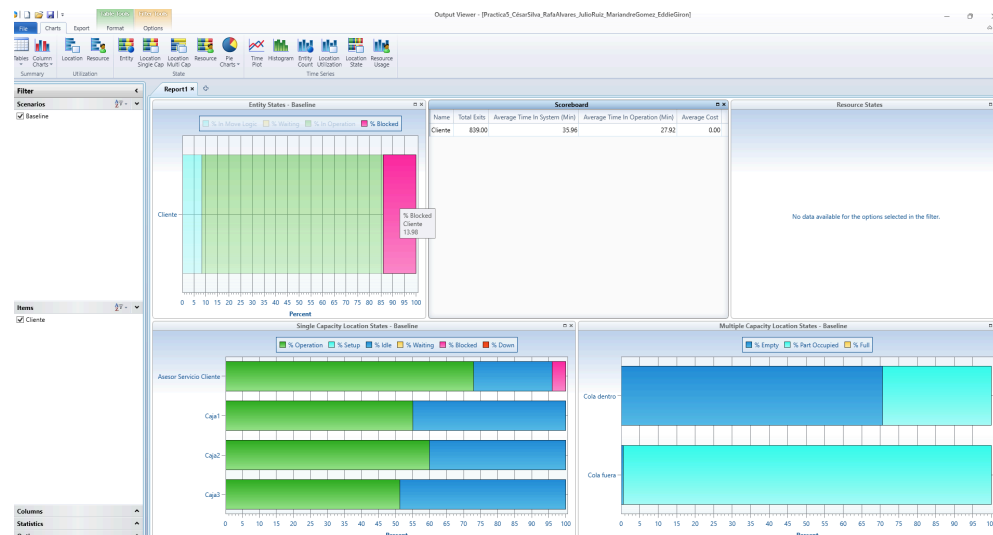 Output Viewer - [Practica5_CésarSilva_RafaAlvares_JulioRuiz_MariandreGomez_EddieGiron]
Table Tools Chart Tools
File Charts Export Format Options
Tables Column Charts Location Resource Entity Location Single Cap Location Multi Cap Resource Pie Charts Time Plot Histogram Entity Count Location Utilization Location State Resource Usage
Summary Utilization State Time Series
Filter
Report1
Scenarios
Baseline
Entity States - Baseline
% In Move Logic % Waiting % In Operation % Blocked
Cliente
% Blocked
Cliente
13.98
0 5 10 15 20 25 30 35 40 45 50 55 60 65 70 75 80 85 90 95 100
Percent
Scoreboard
Name Total Exits Average Time In System (Min) Average Time In Operation (Min) Average Cost
Cliente 839.00 35.96 27.92 0.00
Resource States
No data available for the options selected in the filter.
Items
Cliente
Single Capacity Location States - Baseline
% Operation % Setup % Idle % Waiting % Blocked % Down
Asesor Servicio Cliente
Caja1
Caja2
Caja3
0 5 10 15 20 25 30 35 40 45 50 55 60 65 70 75 80 85 90 95 100
Percent
Multiple Capacity Location States - Baseline
% Empty % Part Occupied % Full
Cola dentro
Cola fuera
0 5 10 15 20 25 30 35 40 45 50 55 60 65 70 75 80 85 90 95 10
Percent
Columns
Statistics